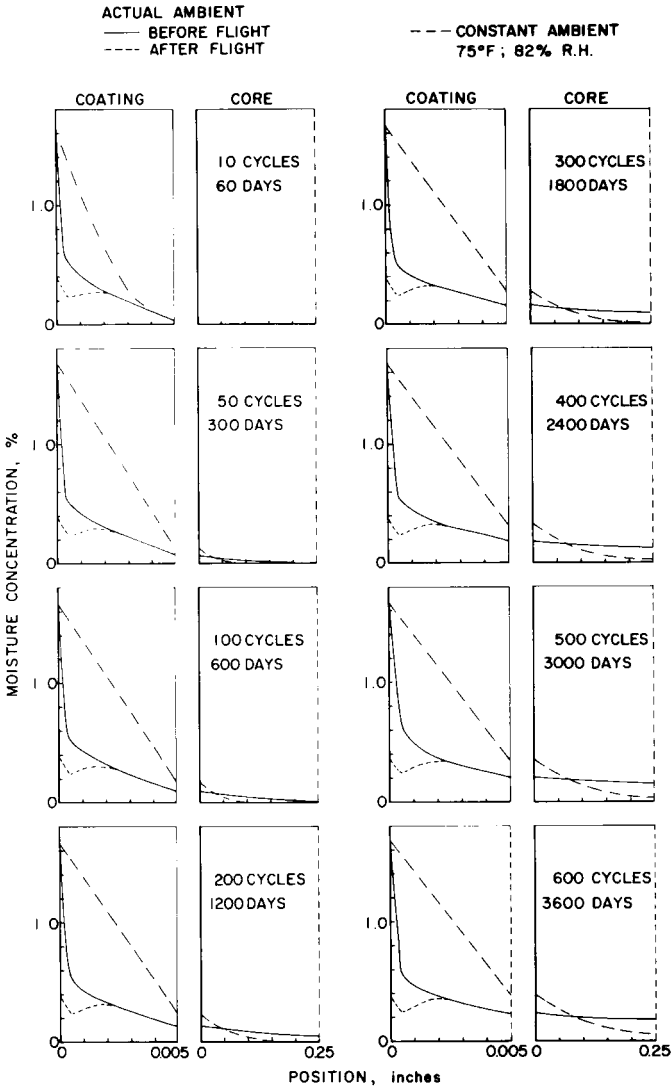 ACTUAL AMBIENT
BEFORE FLIGHT
AFTER FLIGHT
CONSTANT AMBIENT
75°F; 82% R.H.
COATING CORE COATING CORE
10 CYCLES
60 DAYS
1.0
0
300 CYCLES
1800 DAYS
1.0
0
50 CYCLES
300 DAYS
1 0
0
400 CYCLES
2400 DAYS
1.0
0
100 CYCLES
600 DAYS
1 0
0
500 CYCLES
3000 DAYS
1.0
0
200 CYCLES
1200 DAYS
1 0
0
600 CYCLES
3600 DAYS
1.0
0
0 0.005 0 0.25 0 0.005 0 0.25
MOISTURE CONCENTRATION, %
POSITION, inches